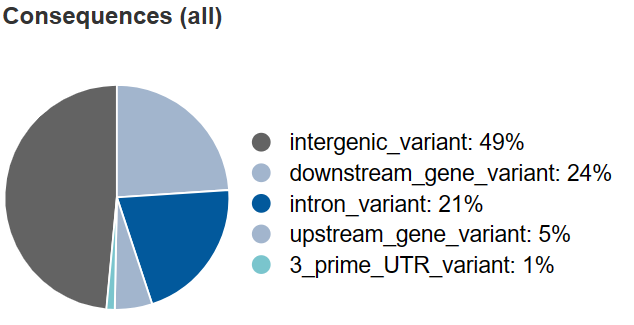 Consequences (all)
intergenic_variant: 49%
downstream_gene_variant: 24%
intron_variant: 21%
upstream_gene_variant: 5%
3_prime_UTR_variant: 1%